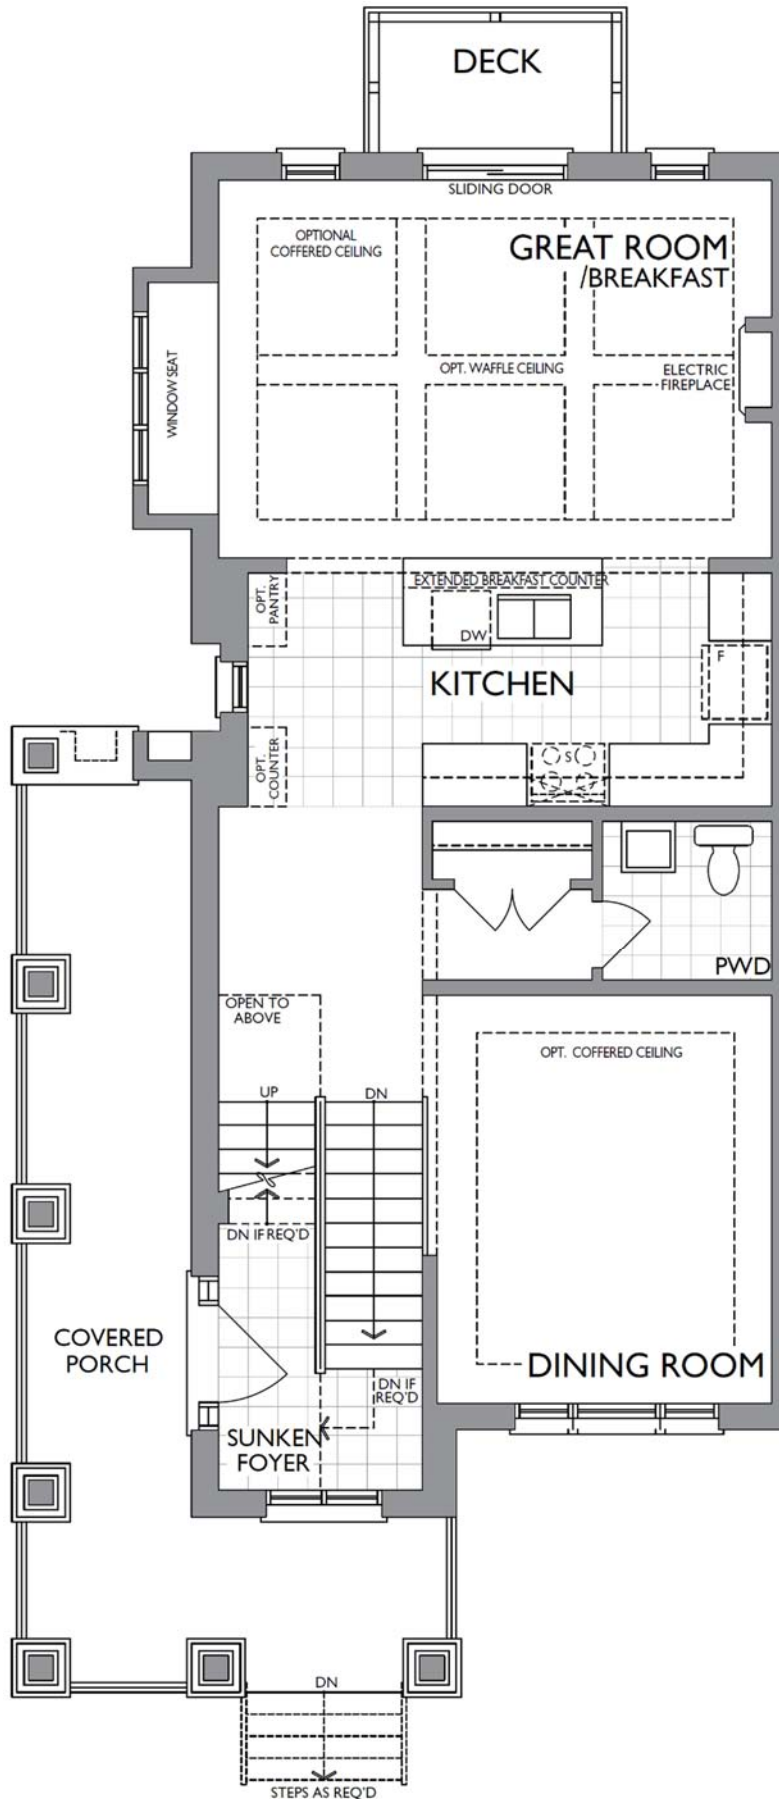 DECK
SLIDING DOOR
OPTIONAL
COFFERED CEILING
GREAT ROOM
/BREAKFAST
WINDOW SEAT
OPT. WAFFLE CEILING
ELECTRIC
FIREPLACE
EXTENDED BREAKFAST COUNTER
OPT.
PANTRY
DW
F
KITCHEN
OPT.
COUNTER
S
PWD
OPEN TO
ABOVE
OPT. COFFERED CEILING
UP
DN
DN IF REQ'D
COVERED
PORCH
DINING ROOM
DN IF
REQ'D
SUNKEN
FOYER
DN
STEPS AS REQ'D